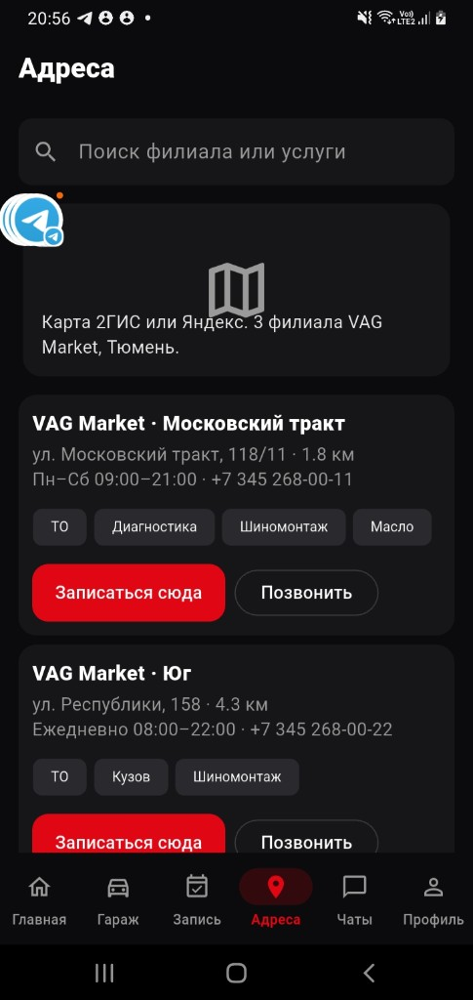 20:56
Vo))
LTE2
Адреса
Поиск филиала или услуги
Карта 2ГИС или Яндекс. 3 филиала VAG
Market, Тюмень.
VAG Market · Московский тракт
ул. Московский тракт, 118/11 · 1.8 км
Пн–Сб 09:00–21:00 · +7 345 268-00-11
ТО Диагностика Шиномонтаж Масло
Записаться сюда Позвонить
VAG Market · Юг
ул. Республики, 158 · 4.3 км
Ежедневно 08:00–22:00 · +7 345 268-00-22
ТО Кузов Шиномонтаж
Записаться сюда Позвонить
Главная Гараж Запись Адреса Чаты Профиль